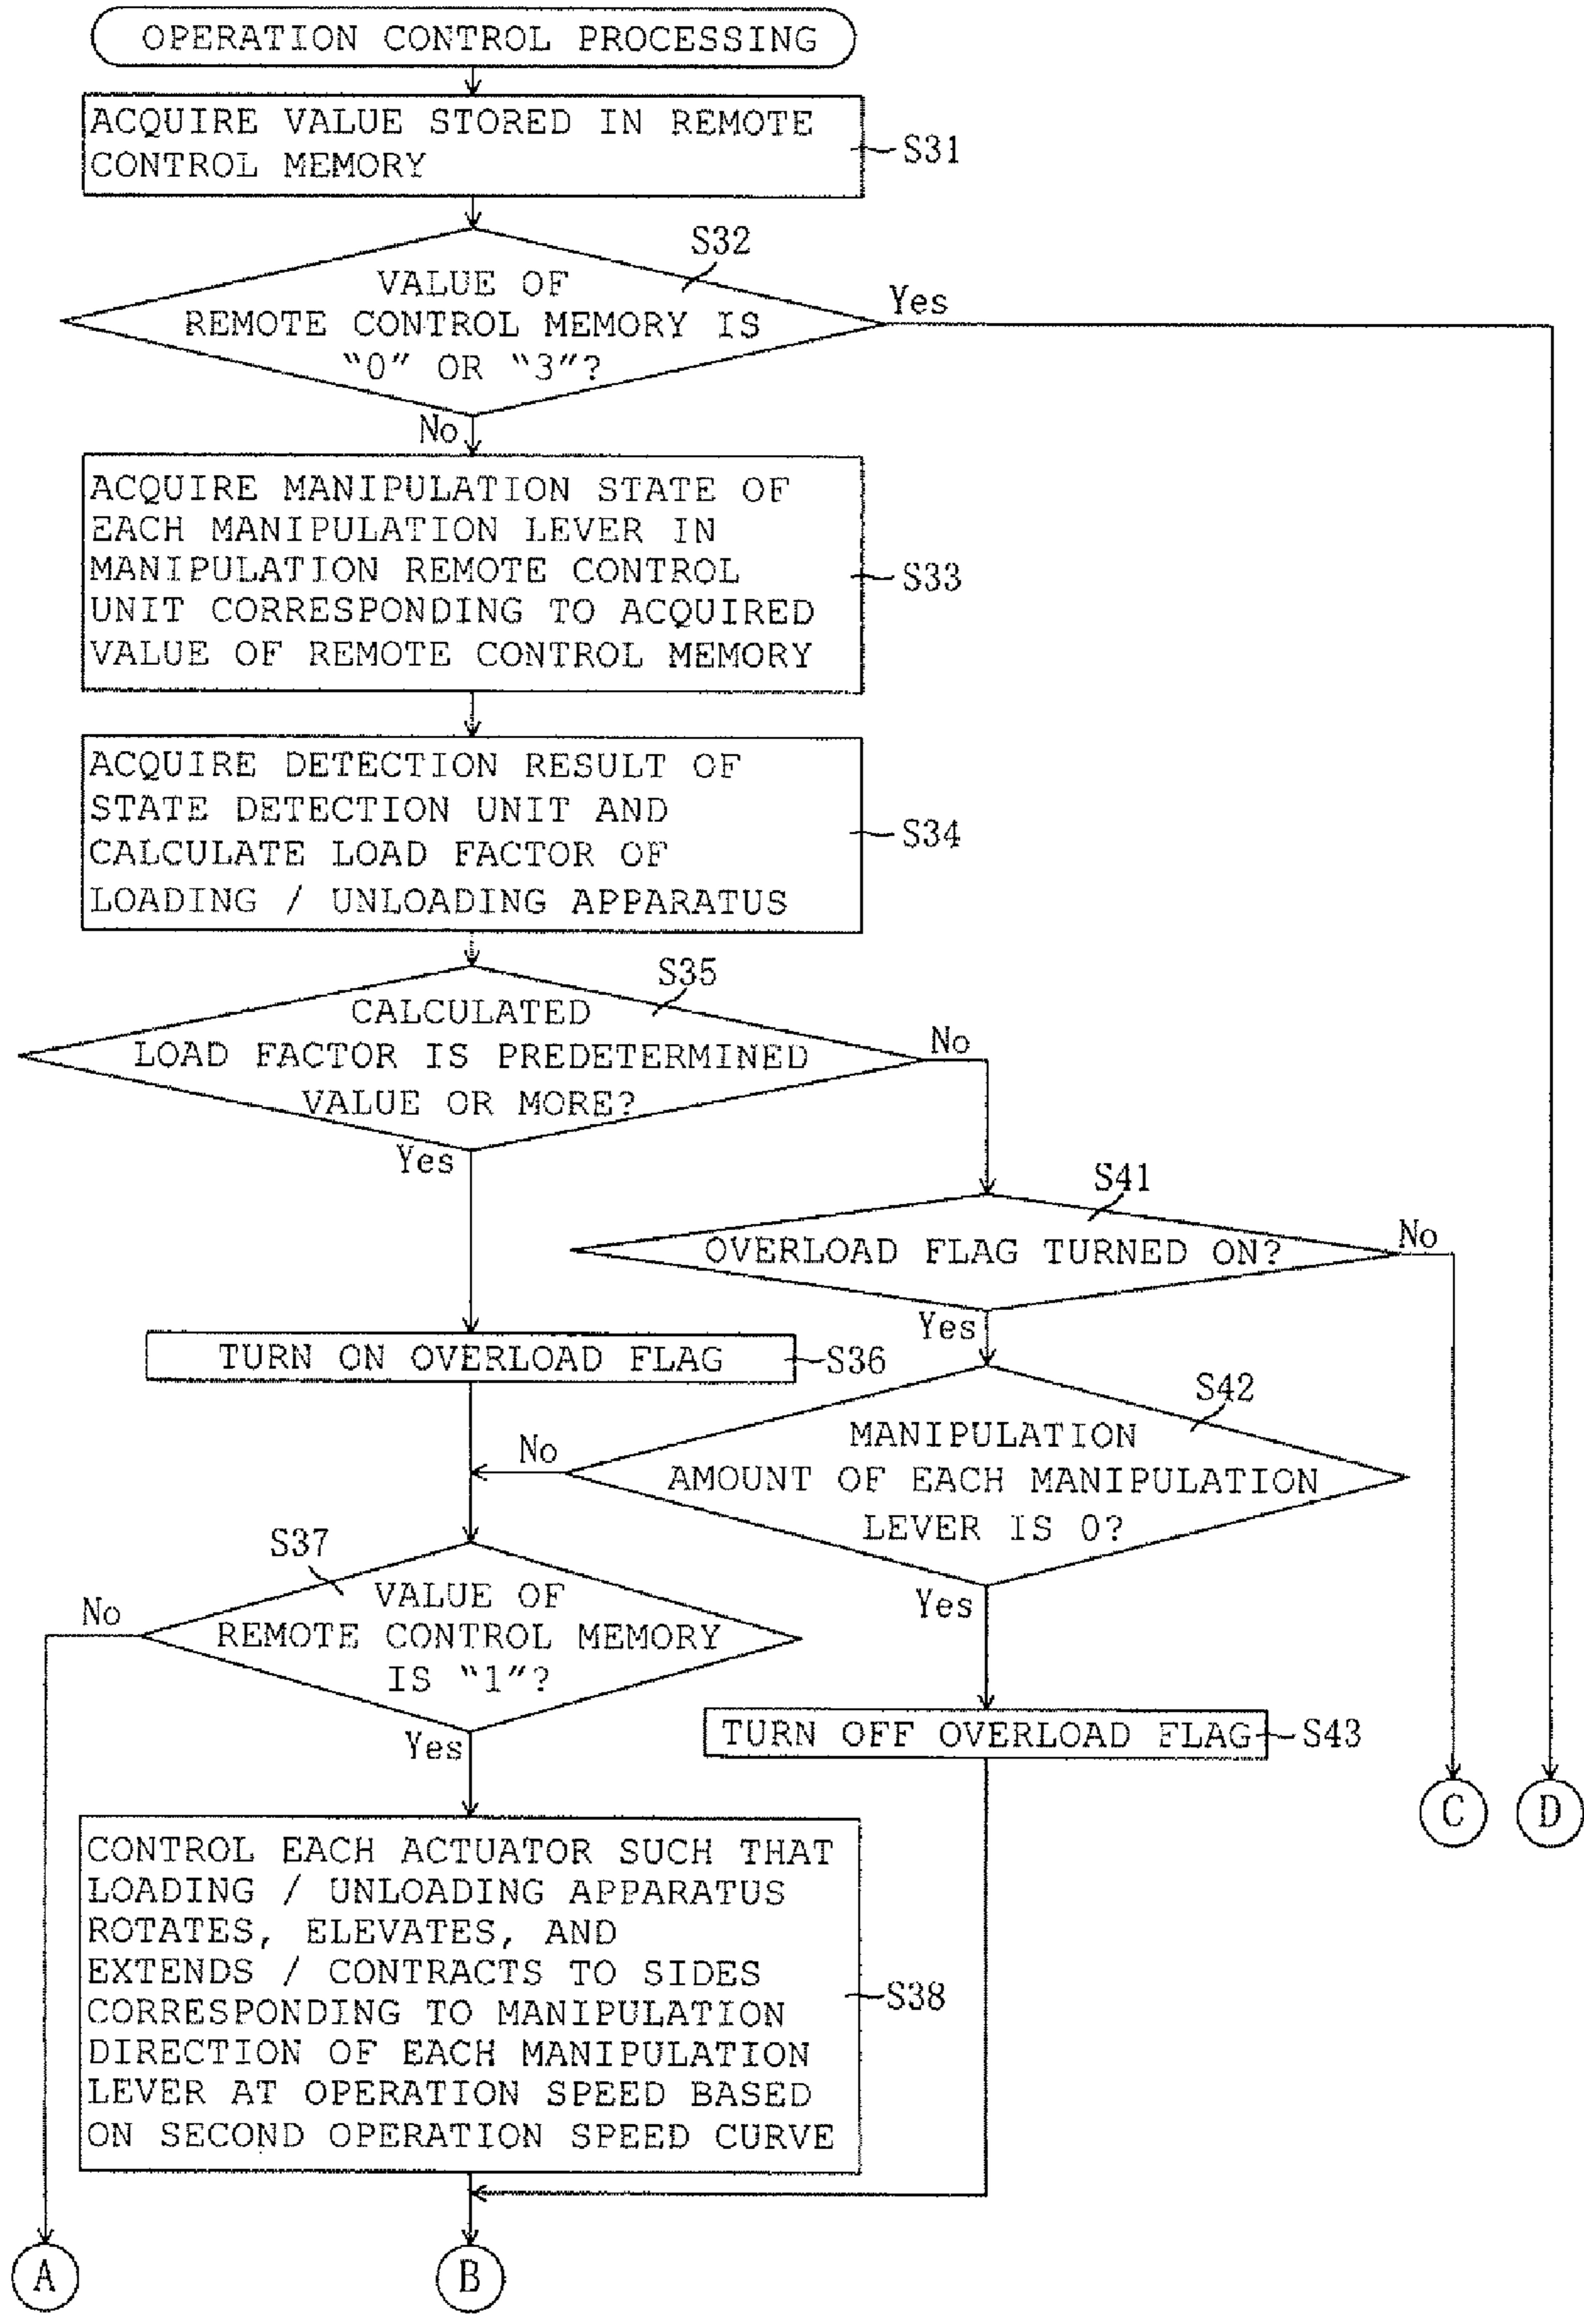 OPERATION CONTROL PROCESSING
ACQUIRE VALUE STORED IN REMOTE
CONTROL MEMORY
S31
S32
VALUE OF
REMOTE CONTROL MEMORY IS
"0" OR "3"?
Yes
No
ACQUIRE MANIPULATION STATE OF
EACH MANIPULATION LEVER IN
MANIPULATION REMOTE CONTROL
UNIT CORRESPONDING TO ACQUIRED
VALUE OF REMOTE CONTROL MEMORY
S33
ACQUIRE DETECTION RESULT OF
STATE DETECTION UNIT AND
CALCULATE LOAD FACTOR OF
LOADING / UNLOADING APPARATUS
S34
S35
CALCULATED
LOAD FACTOR IS PREDETERMINED
VALUE OR MORE?
No
Yes
S41
OVERLOAD FLAG TURNED ON?
No
Yes
TURN ON OVERLOAD FLAG
S36
S42
MANIPULATION
AMOUNT OF EACH MANIPULATION
LEVER IS 0?
No
Yes
S37
VALUE OF
REMOTE CONTROL MEMORY
IS "1"?
No
Yes
TURN OFF OVERLOAD FLAG
S43
C
D
CONTROL EACH ACTUATOR SUCH THAT
LOADING / UNLOADING APPARATUS
ROTATES, ELEVATES, AND
EXTENDS / CONTRACTS TO SIDES
CORRESPONDING TO MANIPULATION
DIRECTION OF EACH MANIPULATION
LEVER AT OPERATION SPEED BASED
ON SECOND OPERATION SPEED CURVE
S38
A
B